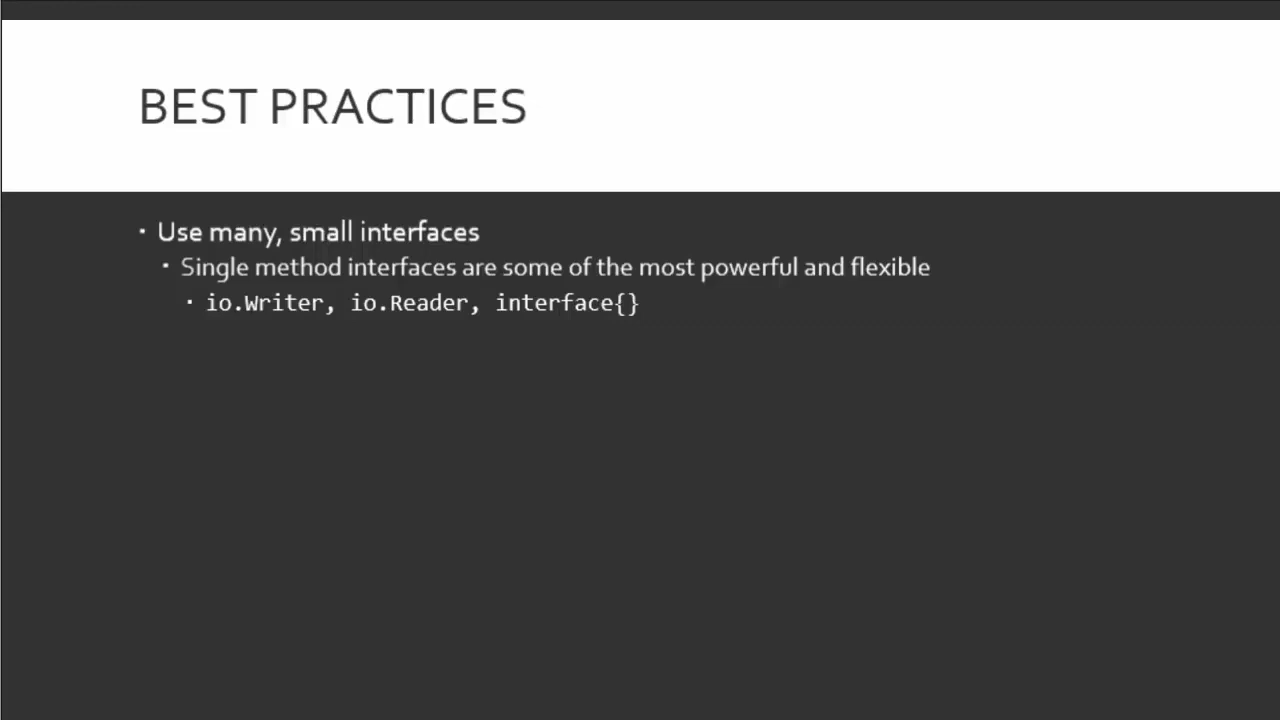 BEST PRACTICES
· Use many, small interfaces
· Single method interfaces are some of the most powerful and flexible
· io.Writer, io.Reader, interface{}